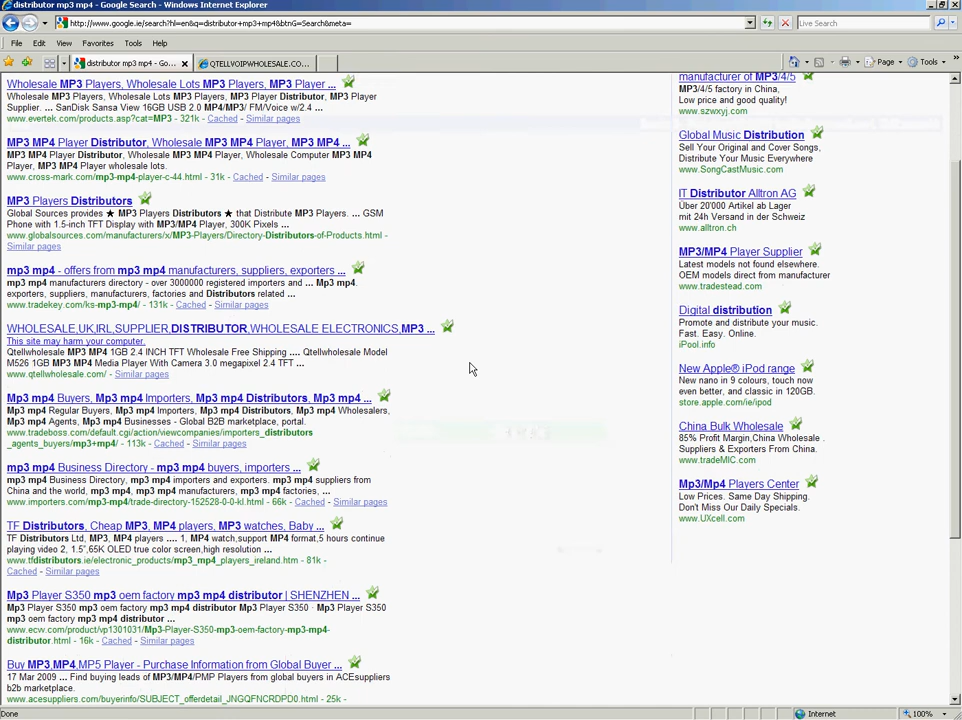 distributor mp3 mp4 - Google Search - Windows Internet Explorer
http://www.google.ie/search?hl=en&q=distributor+mp3+mp4&btnG=Search&meta=
Live Search
File Edit View Favorites Tools Help
distributor mp3 mp4 - Go...
QTELLVOIPWHOLESALE.CO...
Page
Tools
Wholesale MP3 Players, Wholesale Lots MP3 Players, MP3 Player ...
Wholesale MP3 Players, Wholesale Lots MP3 Players, MP3 Player Distributor, MP3 Player
Supplier. ... SanDisk Sansa View 16GB USB 2.0 MP4/MP3/ FM/Voice w/2.4 ...
www.evertek.com/products.asp?cat=MP3 - 321k - Cached - Similar pages
MP3 MP4 Player Distributor, Wholesale MP3 MP4 Player, MP3 MP4 ...
MP3 MP4 Player Distributor, Wholesale MP3 MP4 Player, Wholesale Computer MP3 MP4
Player, MP3 MP4 Player wholesale lots.
www.cross-mark.com/mp3-mp4-player-c-44.html - 31k - Cached - Similar pages
MP3 Players Distributors
Global Sources provides ★ MP3 Players Distributors ★ that Distribute MP3 Players. ... GSM
Phone with 1.5-inch TFT Display with MP3/MP4 Player, 300K Pixels ...
www.globalsources.com/manufacturers/x/MP3-Players/Directory-Distributors-of-Products.html -
Similar pages
mp3 mp4 - offers from mp3 mp4 manufacturers, suppliers, exporters ...
mp3 mp4 manufacturers directory - over 3000000 registered importers and ... Mp3 mp4.
exporters, suppliers, manufacturers, factories and Distributors related ...
www.tradekey.com/ks-mp3-mp4/ - 131k - Cached - Similar pages
WHOLESALE,UK,IRL,SUPPLIER,DISTRIBUTOR,WHOLESALE ELECTRONICS,MP3 ...
This site may harm your computer.
Qtellwholesale MP3 MP4 1GB 2.4 INCH TFT Wholesale Free Shipping .... Qtellwholesale Model
M526 1GB MP3 MP4 Media Player With Camera 3.0 megapixel 2.4 TFT ...
www.qtellwholesale.com/ - Similar pages
Mp3 mp4 Buyers, Mp3 mp4 Importers, Mp3 mp4 Distributors, Mp3 mp4 ...
Mp3 mp4 Regular Buyers, Mp3 mp4 Importers, Mp3 mp4 Distributors, Mp3 mp4 Wholesalers,
Mp3 mp4 Agents, Mp3 mp4 Businesses - Global B2B marketplace, portal.
www.tradeboss.com/default.cgi/action/viewcompanies/importers_distributors
_agents_buyers/mp3+mp4/ - 113k - Cached - Similar pages
mp3 mp4 Business Directory - mp3 mp4 buyers, importers ...
mp3 mp4 Business Directory, mp3 mp4 importers and exporters. mp3 mp4 suppliers from
China and the world, mp3 mp4, mp3 mp4 manufacturers, mp3 mp4 factories, ...
www.importers.com/mp3-mp4/trade-directory-152528-0-0-kl.html - 66k - Cached - Similar pages
TF Distributors, Cheap MP3, MP4 players, MP3 watches, Baby ...
TF Distributors Ltd, MP3, MP4 players .... 1, MP4 watch,support MP4 format,5 hours continue
playing video 2, 1.5",65K OLED true color screen,high resolution ...
www.tfdistributors.ie/electronic_products/mp3_mp4_players_ireland.htm - 81k -
Cached - Similar pages
Mp3 Player S350 mp3 oem factory mp3 mp4 distributor | SHENZHEN ...
Mp3 Player S350 mp3 oem factory mp3 mp4 distributor Mp3 Player S350 · Mp3 Player S350
mp3 oem factory mp3 mp4 distributor ...
www.ecvv.com/product/vp1301031/Mp3-Player-S350-mp3-oem-factory-mp3-mp4-
distributor.html - 16k - Cached - Similar pages
Buy MP3,MP4,MP5 Player - Purchase Information from Global Buyer ...
17 Mar 2009 ... Find buying leads of MP3/MP4/PMP Players from global buyers in ACEsuppliers
b2b marketplace.
www.acesuppliers.com/buyerinfo/SUBJECT_offerdetail_JNGQFNCRDPD0.html - 25k -
manufacturer of MP3/4/5
MP3/4/5 factory in China,
Low price and good quality!
www.szwxyj.com
Global Music Distribution
Sell Your Original and Cover Songs,
Distribute Your Music Everywhere
www.SongCastMusic.com
IT Distributor Alltron AG
Über 20'000 Artikel ab Lager
mit 24h Versand in der Schweiz
www.alltron.ch
MP3/MP4 Player Supplier
Latest models not found elsewhere.
OEM models direct from manufacturer
www.tradestead.com
Digital distribution
Promote and distribute your music.
Fast. Easy. Online.
iPool.info
New Apple® iPod range
New nano in 9 colours, touch now
even better, and classic in 120GB.
store.apple.com/ie/ipod
China Bulk Wholesale
85% Profit Margin,China Wholesale .
Suppliers & Exporters From China.
www.tradeMIC.com
Mp3/Mp4 Players Center
Low Prices. Same Day Shipping.
Don't Miss Our Daily Specials.
www.UXcell.com
Done
Internet
100%